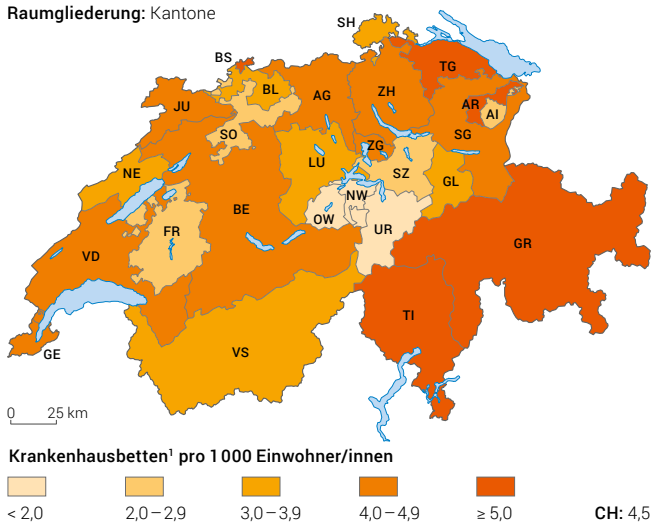 Raumgliederung: Kantone
SH
BS
TG
BL
ZH
AG
JU
AR
AI
SO
SG
ZG
LU
NE
SZ
GL
NW
BE
OW
FR
UR
GR
VD
TI
GE
VS
0 25 km
Krankenhausbetten¹ pro 1000 Einwohner/innen
< 2,0 2,0–2,9 3,0–3,9 4,0–4,9 ≥ 5,0 CH: 4,5